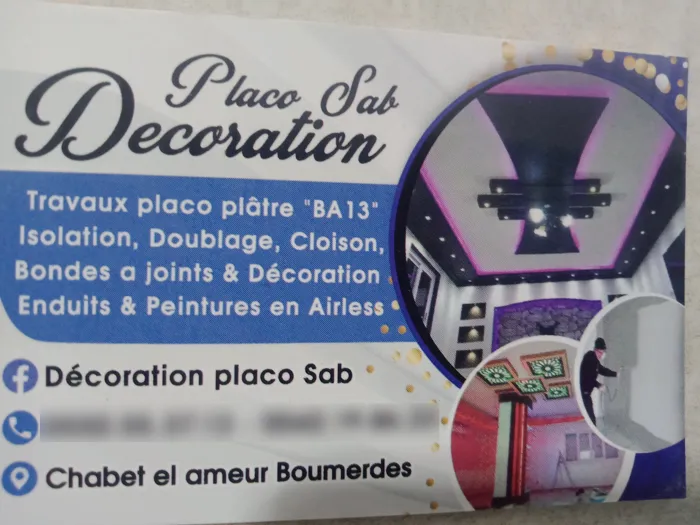 Placo Sab
Decoration
Travaux placo plâtre "BA13"
Isolation, Doublage, Cloison,
Bondes a joints & Décoration
Enduits & Peintures en Airless
Décoration placo Sab
Chabet el ameur Boumerdes